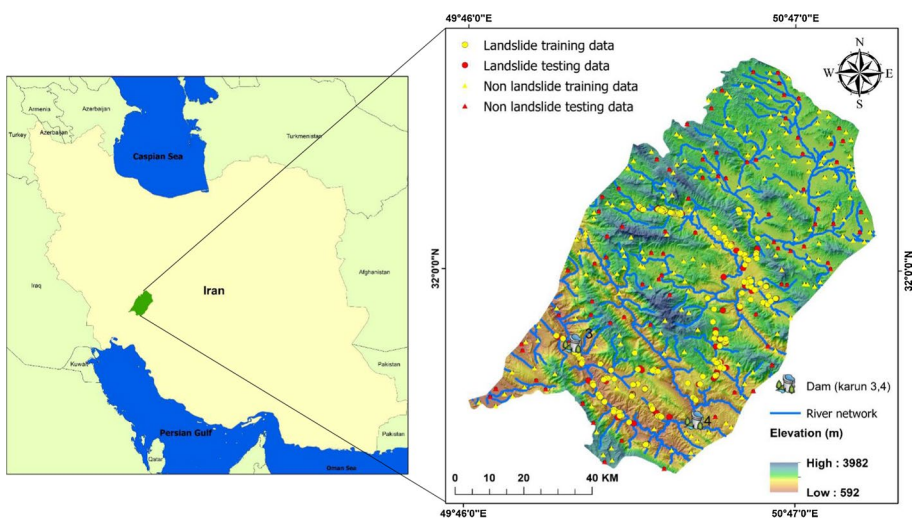 Armenia
Azarbaijan
Azarbaijan
Turkey
Turkmenistan
Caspian Sea
Iraq
Iran
Afghanistan
Kuwait
Pakistan
Persian Gulf
Pakistan
Qatar
Oman Sea
49°46'0"E
50°47'0"E
Landslide training data
Landslide testing data
Non landslide training data
Non landslide testing data
N
W
E
S
32°0'0"N
32°0'0"N
3
4
Dam (karun 3,4)
River network
Elevation (m)
High : 3982
Low : 592
0
10
20
40 KM
49°46'0"E
50°47'0"E